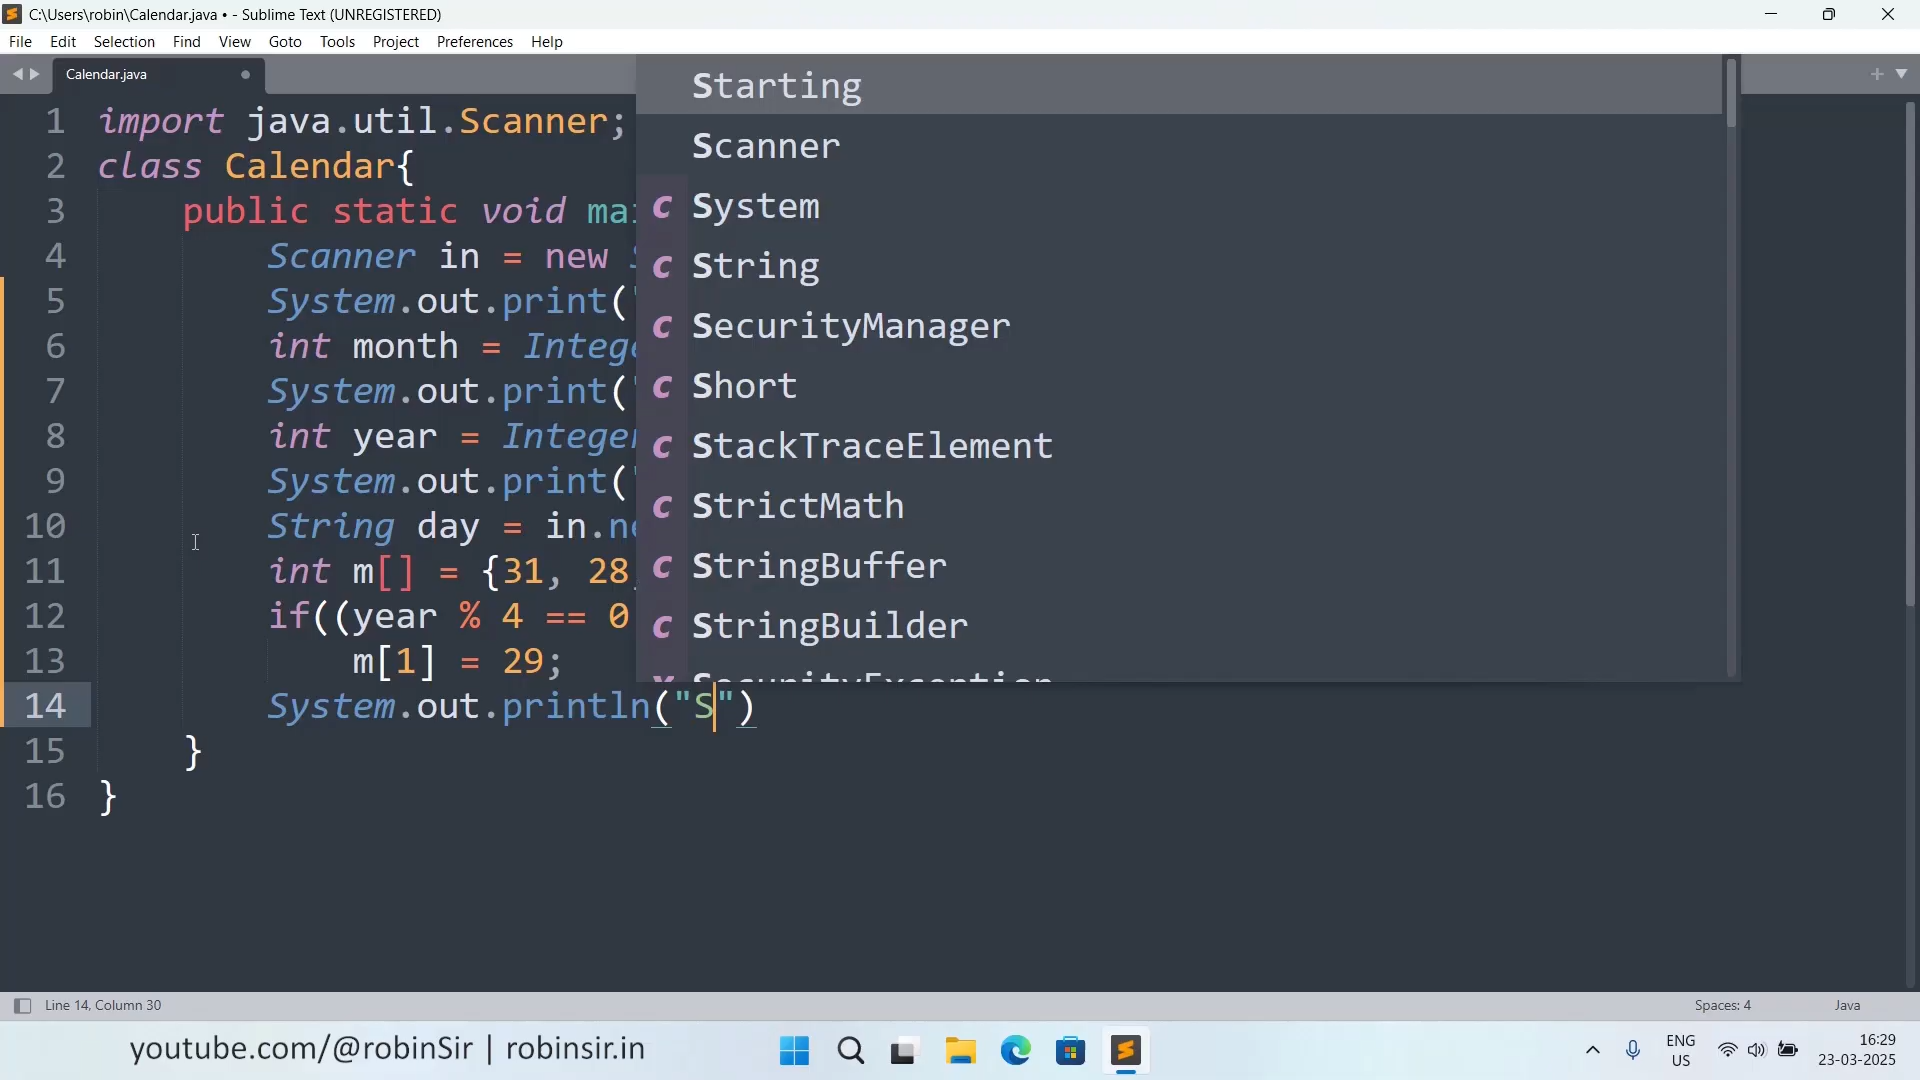 C:\Users\robin\Calendar.java • - Sublime Text (UNREGISTERED)
File Edit Selection Find View Goto Tools Project Preferences Help
Calendar.java
1 import java.util.Scanner;
2 class Calendar{
3 public static void mai
4 Scanner in = new S
5 System.out.print("
6 int month = Intege
7 System.out.print("
8 int year = Integer
9 System.out.print("
10 String day = in.ne
11 int m[] = {31, 28,
12 if((year % 4 == 0
13 m[1] = 29;
14 System.out.println("S")
15 }
16 }
Starting
Scanner
c System
c String
c SecurityManager
c Short
c StackTraceElement
c StrictMath
c StringBuffer
c StringBuilder
SecurityException
Line 14, Column 30
Spaces: 4
Java
youtube.com/@robinSir | robinsir.in
ENG
US
16:29
23-03-2025